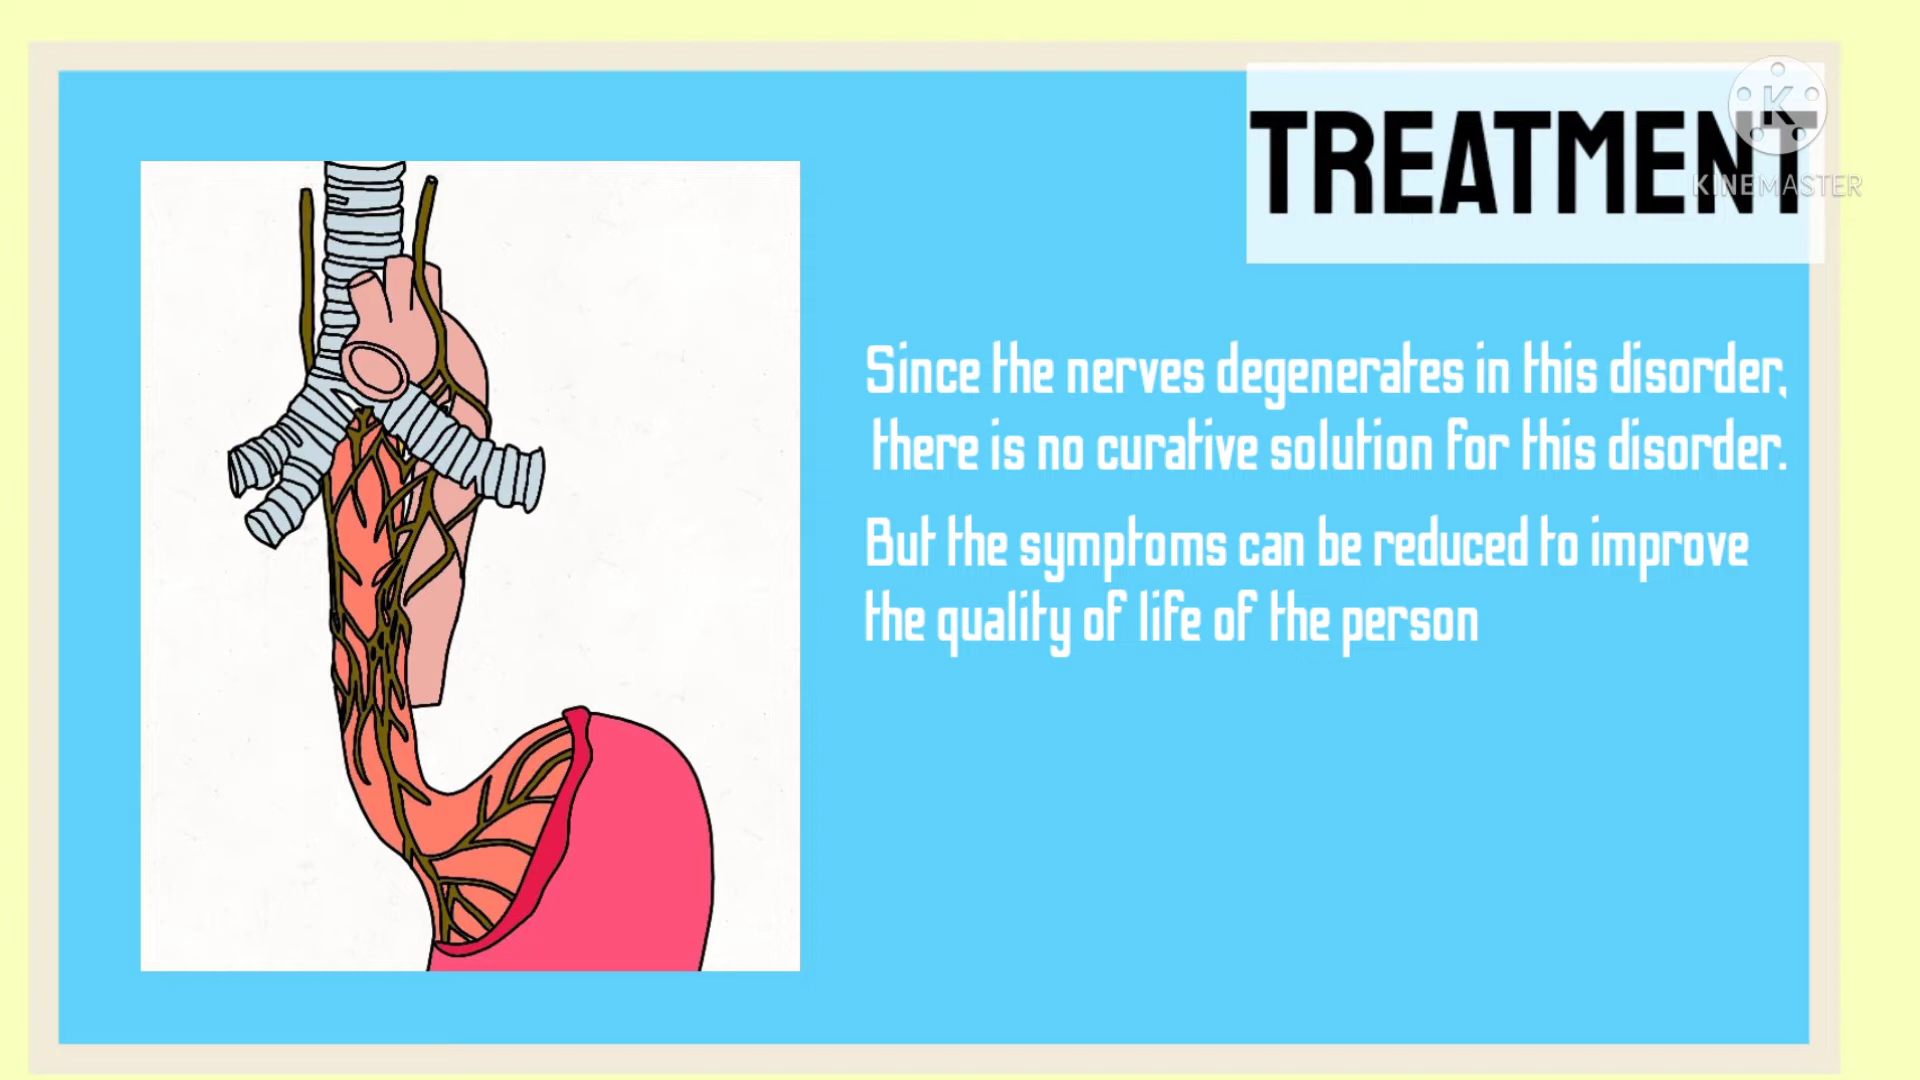 TREATMENT
KINEMASTER
Since the nerves degenerates in this disorder,
there is no curative solution for this disorder.
But the symptoms can be reduced to improve
the quality of life of the person